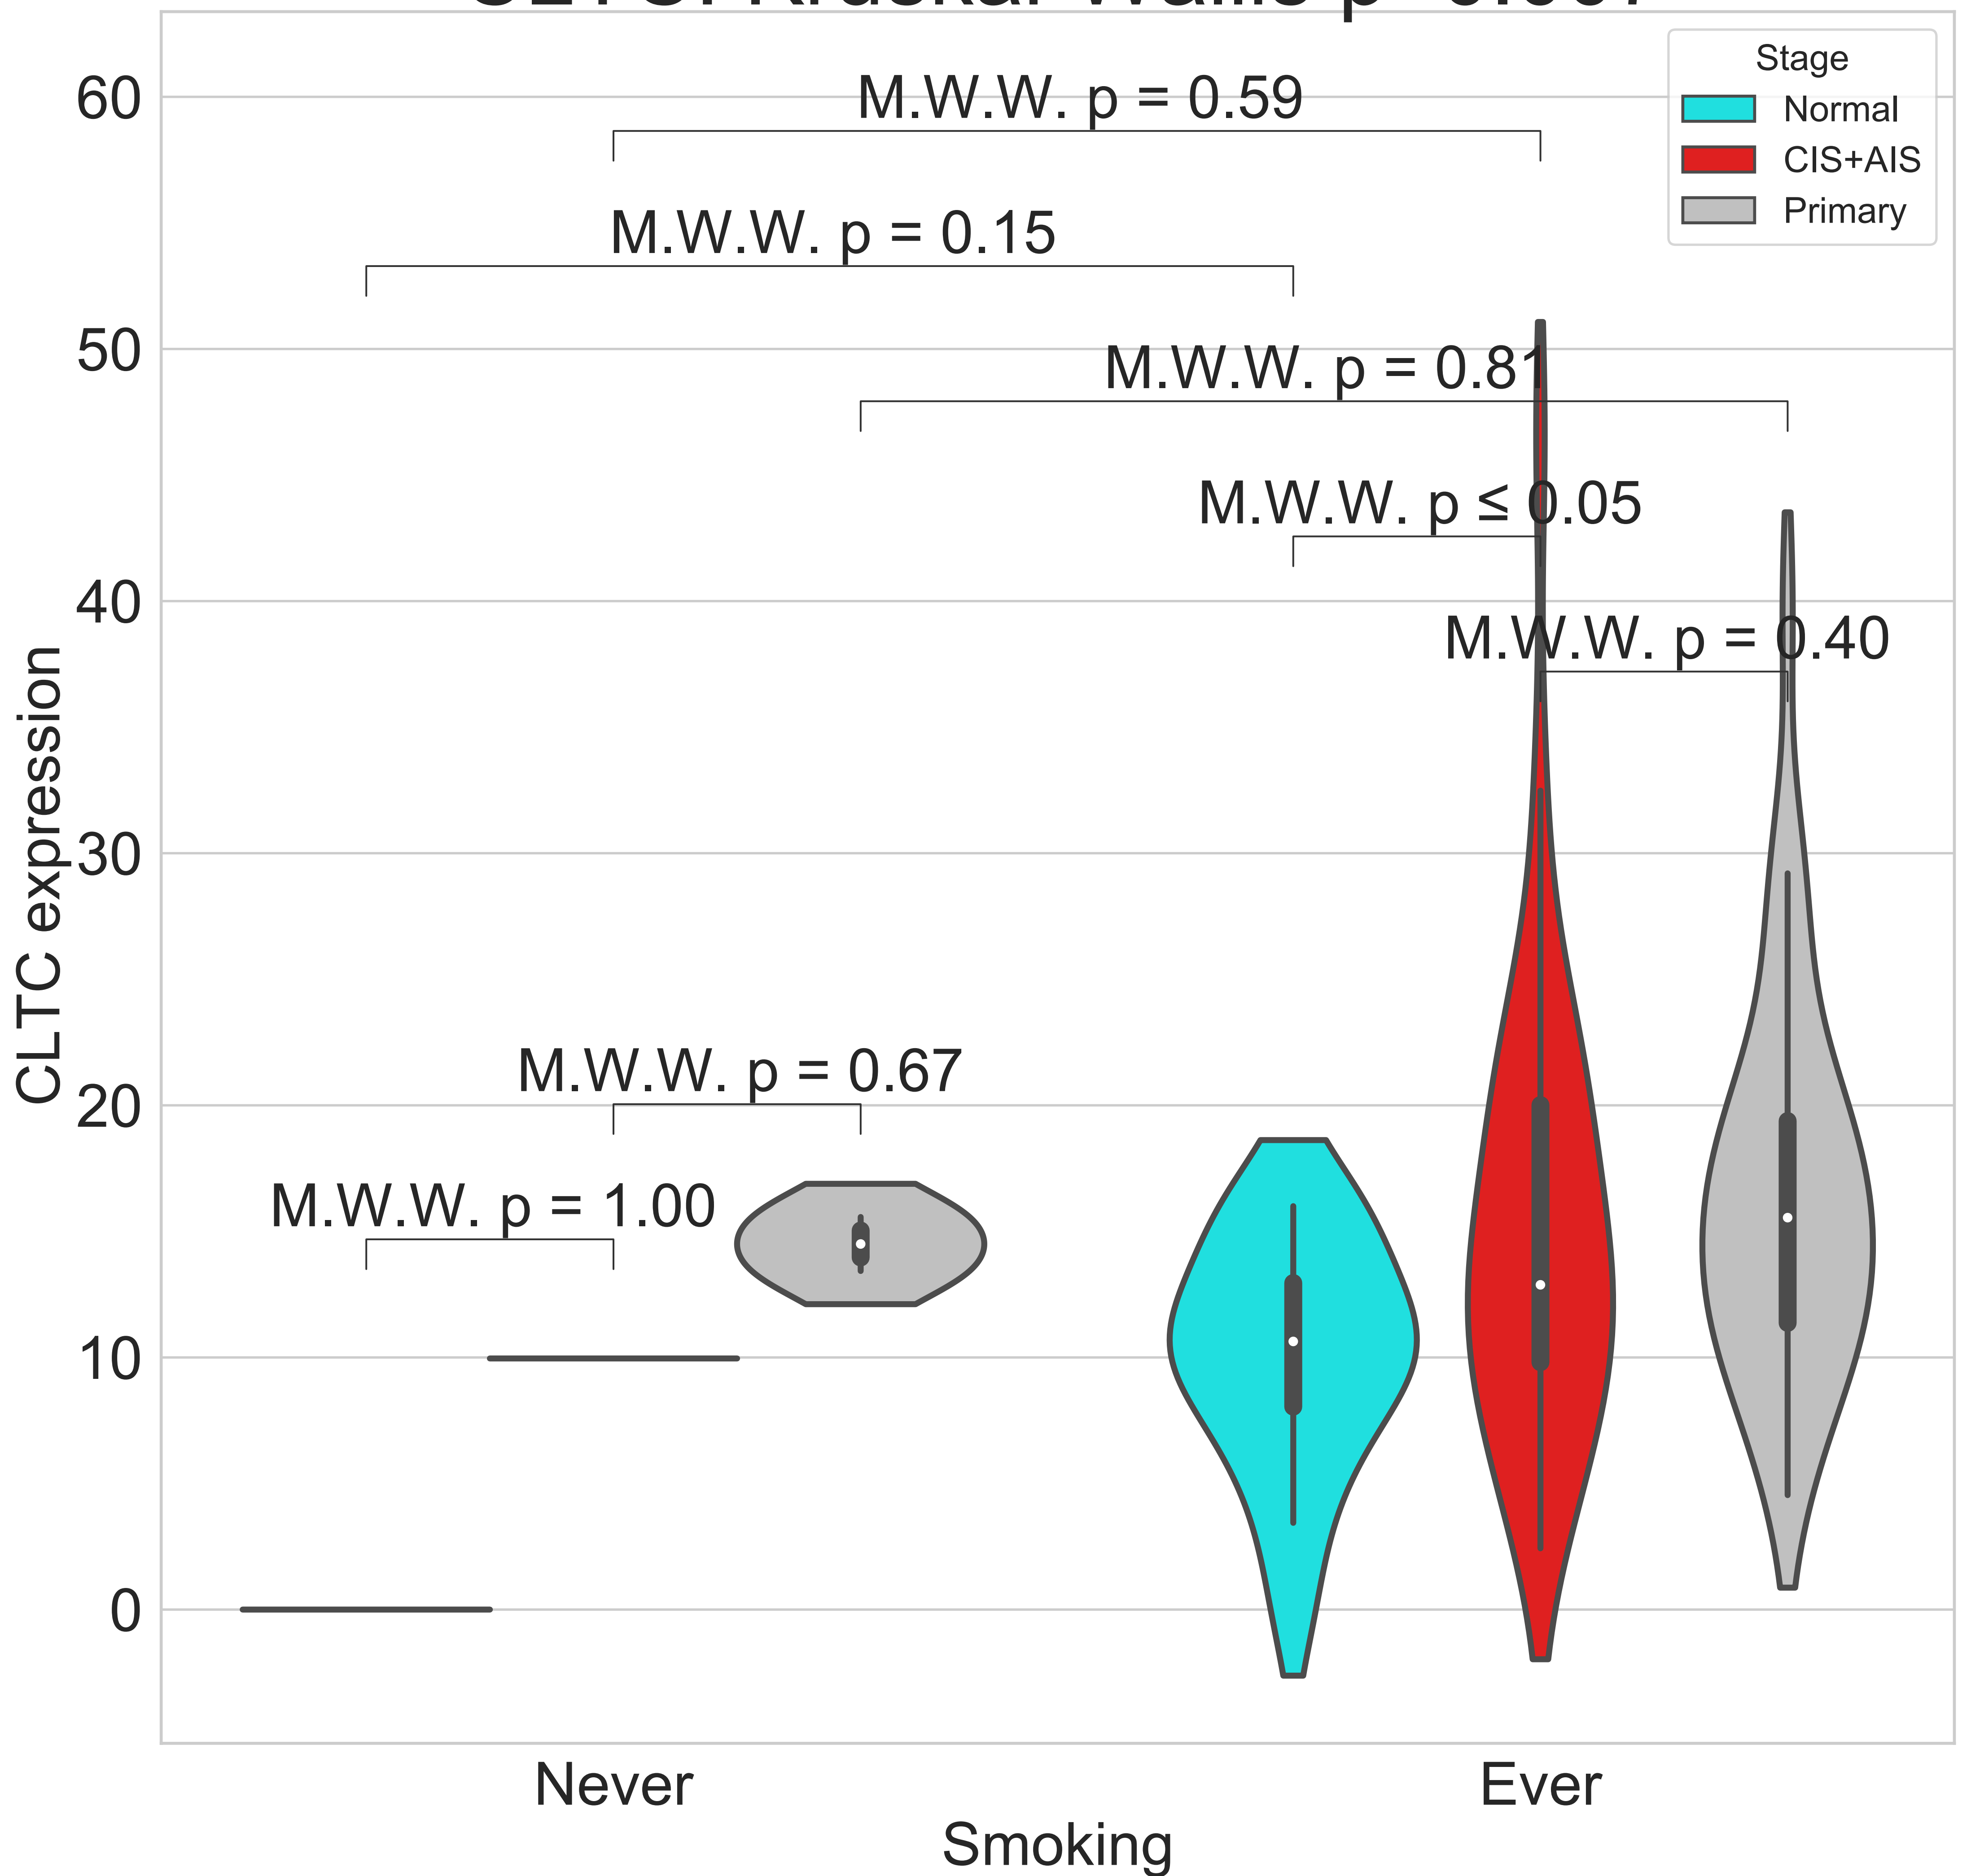 Stage
Normal
CIS+AIS
Primary
60
50
40
30
20
10
0
CLTC expression
M.W.W. p = 0.59
M.W.W. p = 0.15
M.W.W. p = 0.81
M.W.W. p ≤ 0.05
M.W.W. p = 0.40
M.W.W. p = 0.67
M.W.W. p = 1.00
Never
Ever
Smoking